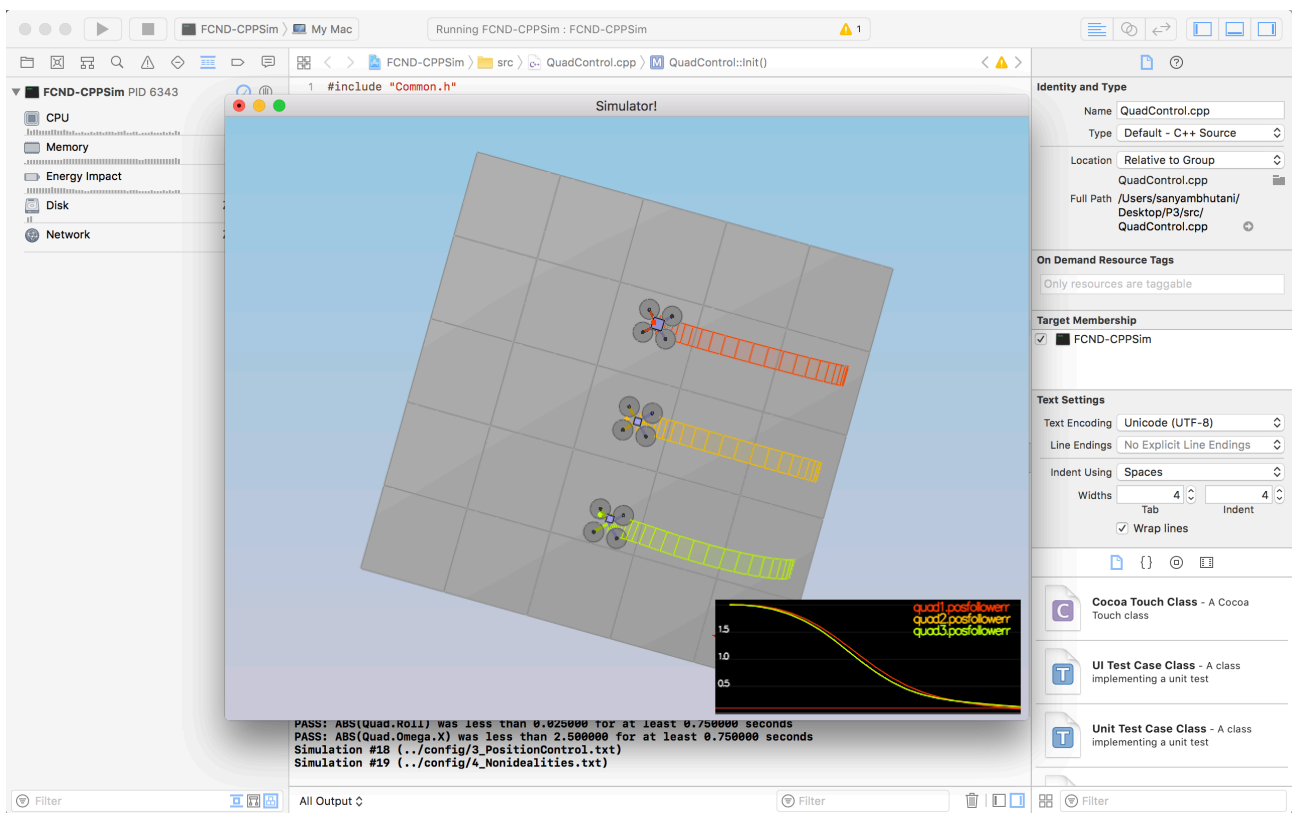 FCND-CPPSim 〉 My Mac
Running FCND-CPPSim : FCND-CPPSim
1
FCND-CPPSim 〉 src 〉 QuadControl.cpp 〉 M QuadControl::Init()
FCND-CPPSim PID 6343
CPU
Memory
Energy Impact
Disk
Network
1 #include "Common.h"
Simulator!
quad1.posfollowerr
quad2.posfollowerr
quad3.posfollowerr
1.5
1.0
0.5
PASS: ABS(Quad.Roll) was less than 0.025000 for at least 0.750000 seconds
PASS: ABS(Quad.Omega.X) was less than 2.500000 for at least 0.750000 seconds
Simulation #18 (../config/3_PositionControl.txt)
Simulation #19 (../config/4_Nonidealities.txt)
Filter
All Output
Filter
Identity and Type
Name QuadControl.cpp
Type Default - C++ Source
Location Relative to Group
QuadControl.cpp
Full Path /Users/sanyambhutani/
Desktop/P3/src/
QuadControl.cpp
On Demand Resource Tags
Only resources are taggable
Target Membership
FCND-CPPSim
Text Settings
Text Encoding Unicode (UTF-8)
Line Endings No Explicit Line Endings
Indent Using Spaces
Widths 4 4
Tab Indent
Wrap lines
{}
C
Cocoa Touch Class - A Cocoa
Touch class
T
UI Test Case Class - A class
implementing a unit test
T
Unit Test Case Class - A class
implementing a unit test
Filter